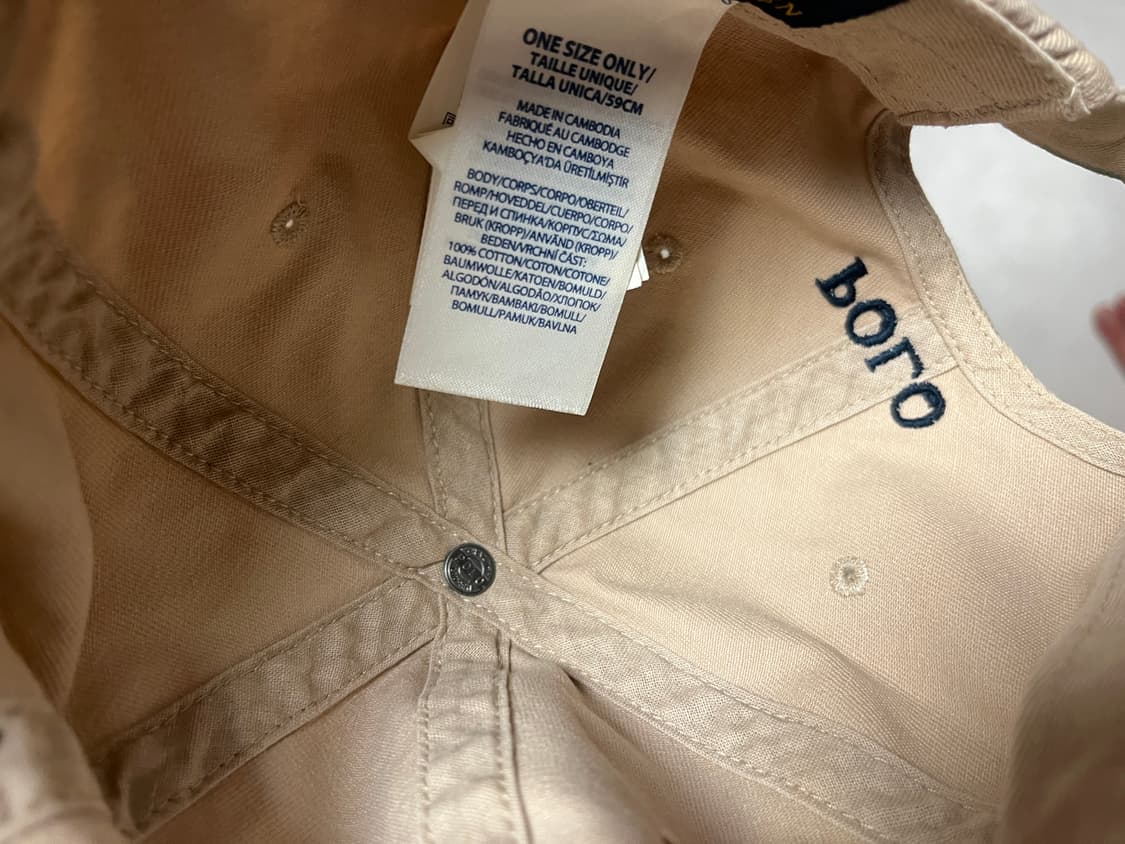 ONE SIZE ONLY/
TAILLE UNIQUE/
TALLA UNICA/59CM
MADE IN CAMBODIA
FABRIQUÉ AU CAMBODGE
HECHO EN CAMBOYA
KAMBOÇYA'DA ÜRETİLMİŞTİR
BODY/CORPS/CORPO/OBERTEIL/
ROMP/HOVEDDEL/CUERPO/CORPO/
ПЕРЕД И СПИНКА/КОРПУС/ΣΩΜΑ/
BRUK (KROPP)/ANVÄND (KROPP)/
BEDEN/VRCHNÍ ČÁST:
100% COTTON/COTON/COTONE/
BAUMWOLLE/KATOEN/BOMULD/
ALGODÓN/ALGODÃO/ХЛОПОК/
ПАМУК/BAMBAKI/BOMULL/
BOMULL/PAMUK/BAVLNA
POLO